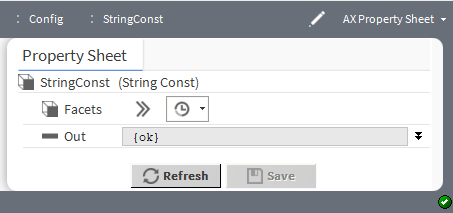 : Config : StringConst AX Property Sheet
Property Sheet
StringConst (String Const)
Facets
Out {ok}
Refresh Save